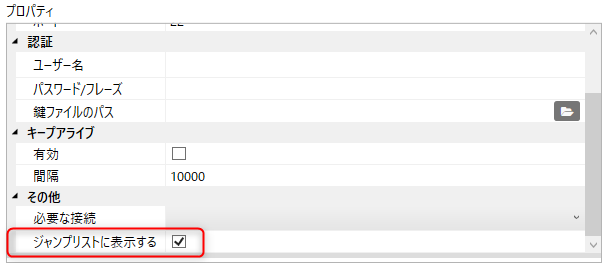 プロパティ
認証
ユーザー名
パスワード/フレーズ
鍵ファイルのパス
キープアライブ
有効
間隔 10000
その他
必要な接続
ジャンプリストに表示する